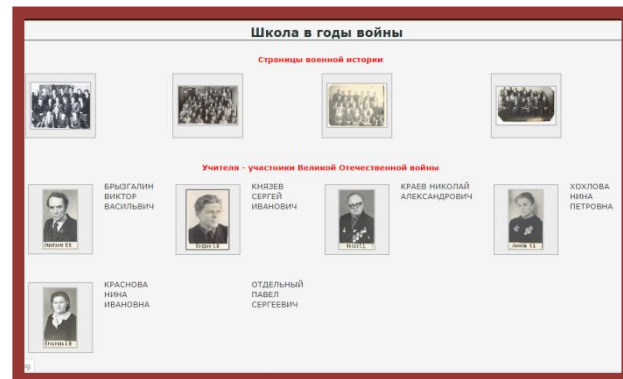 Школа в годы войны
Страницы военной истории
Учителя - участники Великой Отечественной войны
БРЫЗГАЛИН
ВИКТОР
ВАСИЛЬВИЧ
КНЯЗЕВ
СЕРГЕЙ
ИВАНОВИЧ
КРАЕВ НИКОЛАЙ
АЛЕКСАНДРОВИЧ
ХОХЛОВА
НИНА
ПЕТРОВНА
КРАСНОВА
НИНА
ИВАНОВНА
ОТДЕЛЬНЫЙ
ПАВЕЛ
СЕРГЕЕВИЧ